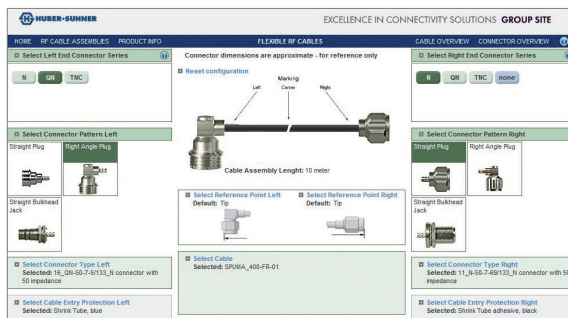 HUBER+SUHNER
EXCELLENCE IN CONNECTIVITY SOLUTIONS GROUP SITE
HOME RF CABLE ASSEMBLIES PRODUCT INFO
FLEXIBLE RF CABLES
CABLE OVERVIEW CONNECTOR OVERVIEW
Select Left End Connector Series
N QN TNC
Select Connector Pattern Left
Straight Plug
Right Angle Plug
Straight Bulkhead
Jack
Select Connector Type Left
Selected: 16_QN-50-7-5/133_N connector with
50 impedance
Select Cable Entry Protection Left
Selected: Shrink Tube, blue
Connector dimensions are approximate - for reference only
Reset configuration
Marking
Left Center Right
Cable Assembly Length: 10 meter
Select Reference Point Left
Default: Tip
Select Reference Point Right
Default: Tip
Select Cable
Selected: SPUMA_400-FR-01
Select Right End Connector Series
N QN TNC none
Select Connector Pattern Right
Straight Plug
Right Angle Plug
Straight Bulkhead
Jack
Select Connector Type Right
Selected: 11_N-50-7-69/133_N connector with 50
impedance
Select Cable Entry Protection Right
Selected: Shrink Tube adhesive, black